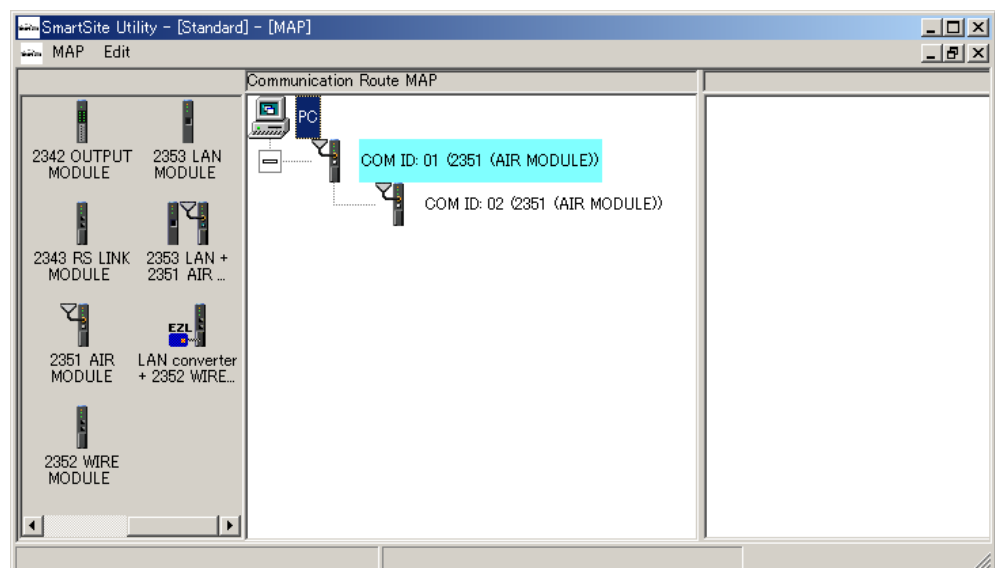 SmartSite Utility - [Standard] - [MAP]
MAP Edit
Communication Route MAP
2342 OUTPUT
MODULE
2353 LAN
MODULE
2343 RS LINK
MODULE
2353 LAN +
2351 AIR ...
2351 AIR
MODULE
EZL
LAN converter
+ 2352 WIRE...
2352 WIRE
MODULE
PC
COM ID: 01 (2351 (AIR MODULE))
COM ID: 02 (2351 (AIR MODULE))